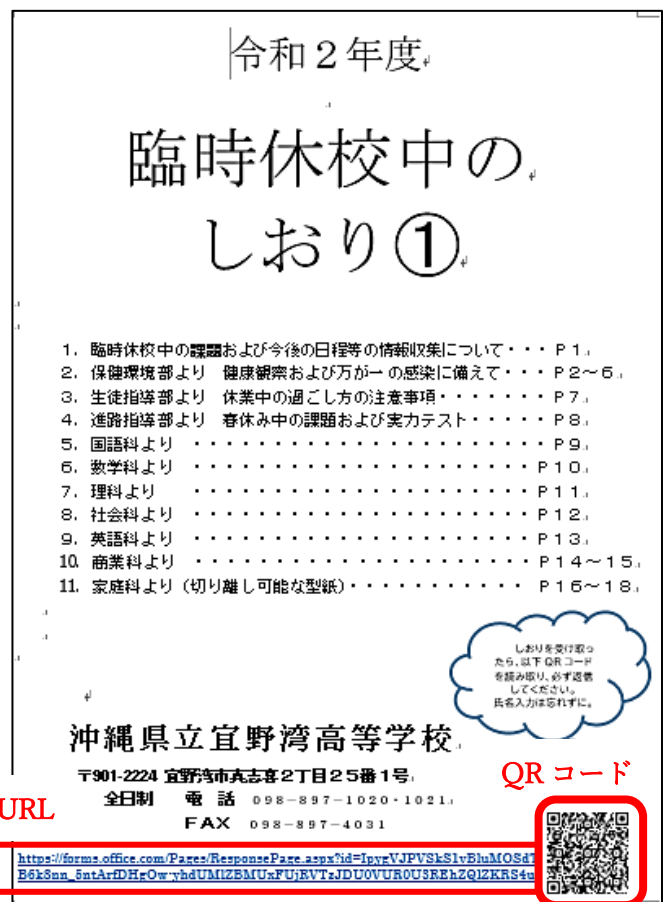 令和２年度
臨時休校中の
しおり①
1. 臨時休校中の課題および今後の日程等の情報収集について・・・ Ｐ１
2. 保健環境部より　健康観察および万が一の感染に備えて・・・ Ｐ２～６
3. 生徒指導部より　休業中の過ごし方の注意事項・・・・・・・ Ｐ７
4. 進路指導部より　春休み中の課題および実力テスト・・・・・ Ｐ８
5. 国語科より　・・・・・・・・・・・・・・・・・・・・・・ Ｐ９
6. 数学科より　・・・・・・・・・・・・・・・・・・・・・・ Ｐ１０
7. 理科より　　・・・・・・・・・・・・・・・・・・・・・・ Ｐ１１
8. 社会科より　・・・・・・・・・・・・・・・・・・・・・・ Ｐ１２
9. 英語科より　・・・・・・・・・・・・・・・・・・・・・・ Ｐ１３
10. 商業科より　・・・・・・・・・・・・・・・・・・・・・・ Ｐ１４～１５
11. 家庭科より（切り離し可能な型紙）・・・・・・・・・・・・ Ｐ１６～１８
しおりを受け取っ
たら、以下 QR コード
を読み取り、必ず返信
してください。
氏名入力は忘れずに。
沖縄県立宜野湾高等学校
〒901-2224 宜野湾市真志喜２丁目２５番１号
QR コード
全日制　電 話 ０９８－８９７－１０２０・１０２１
URL
ＦＡＸ ０９８－８９７－４０３１
https://forms.office.com/Pages/ResponsePage.aspx?id=